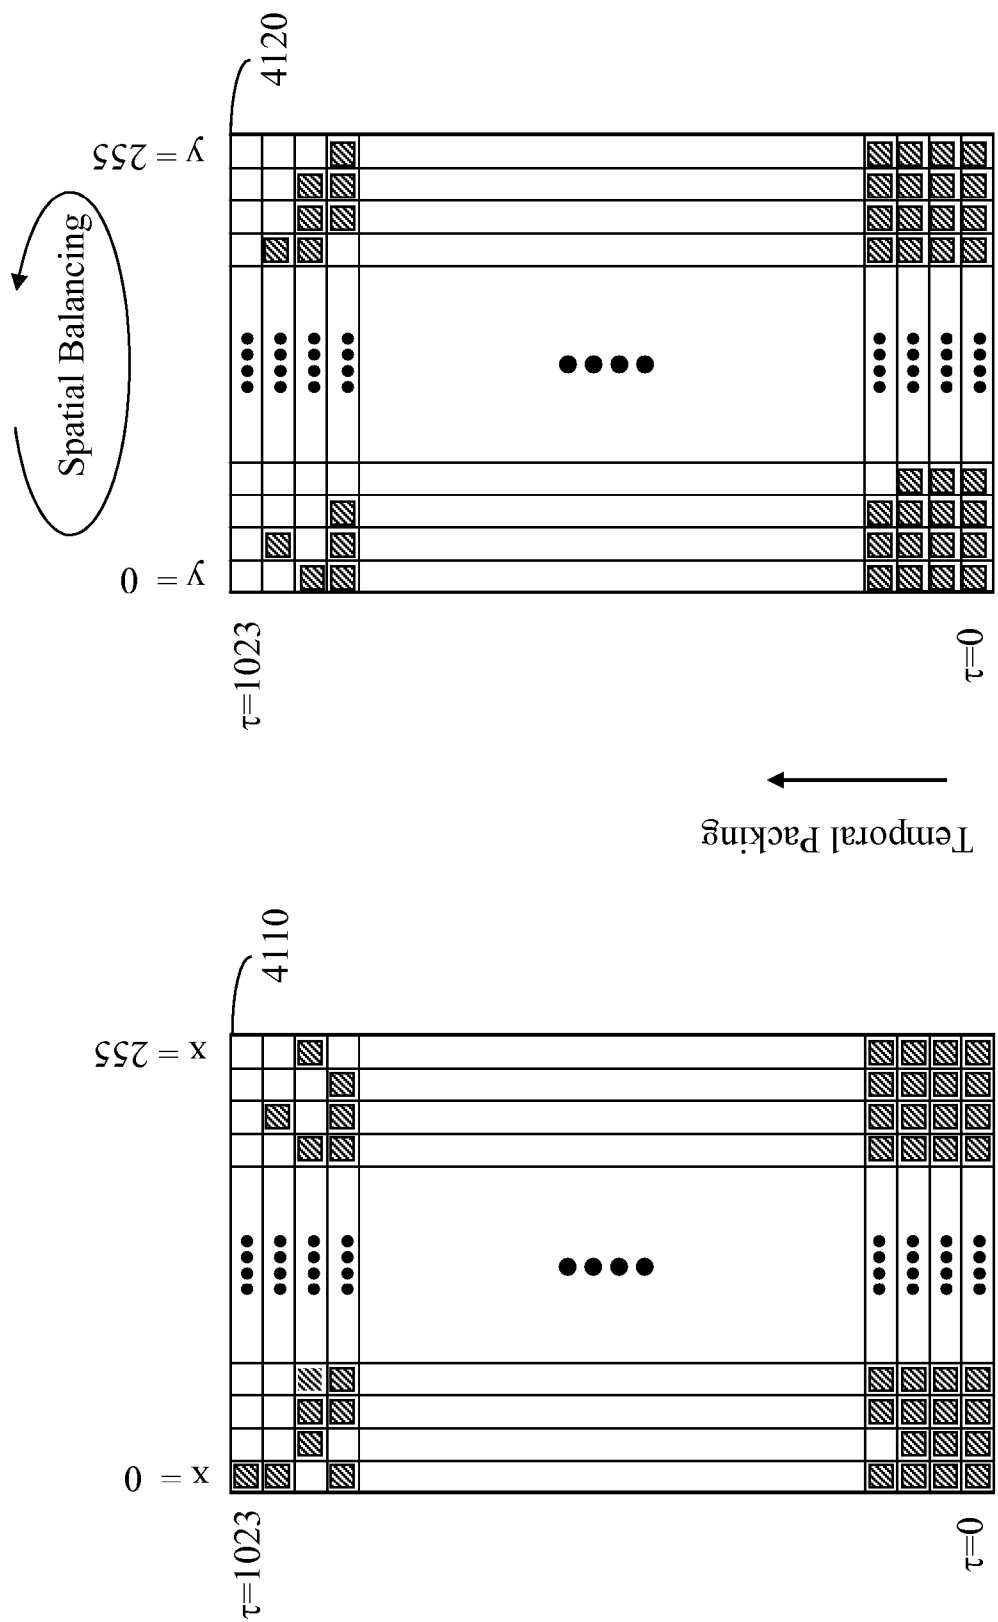 4120
y = 255
Spatial Balancing
y = 0
τ=1023
τ=0
Temporal Packing
4110
x = 255
x = 0
τ=1023
τ=0